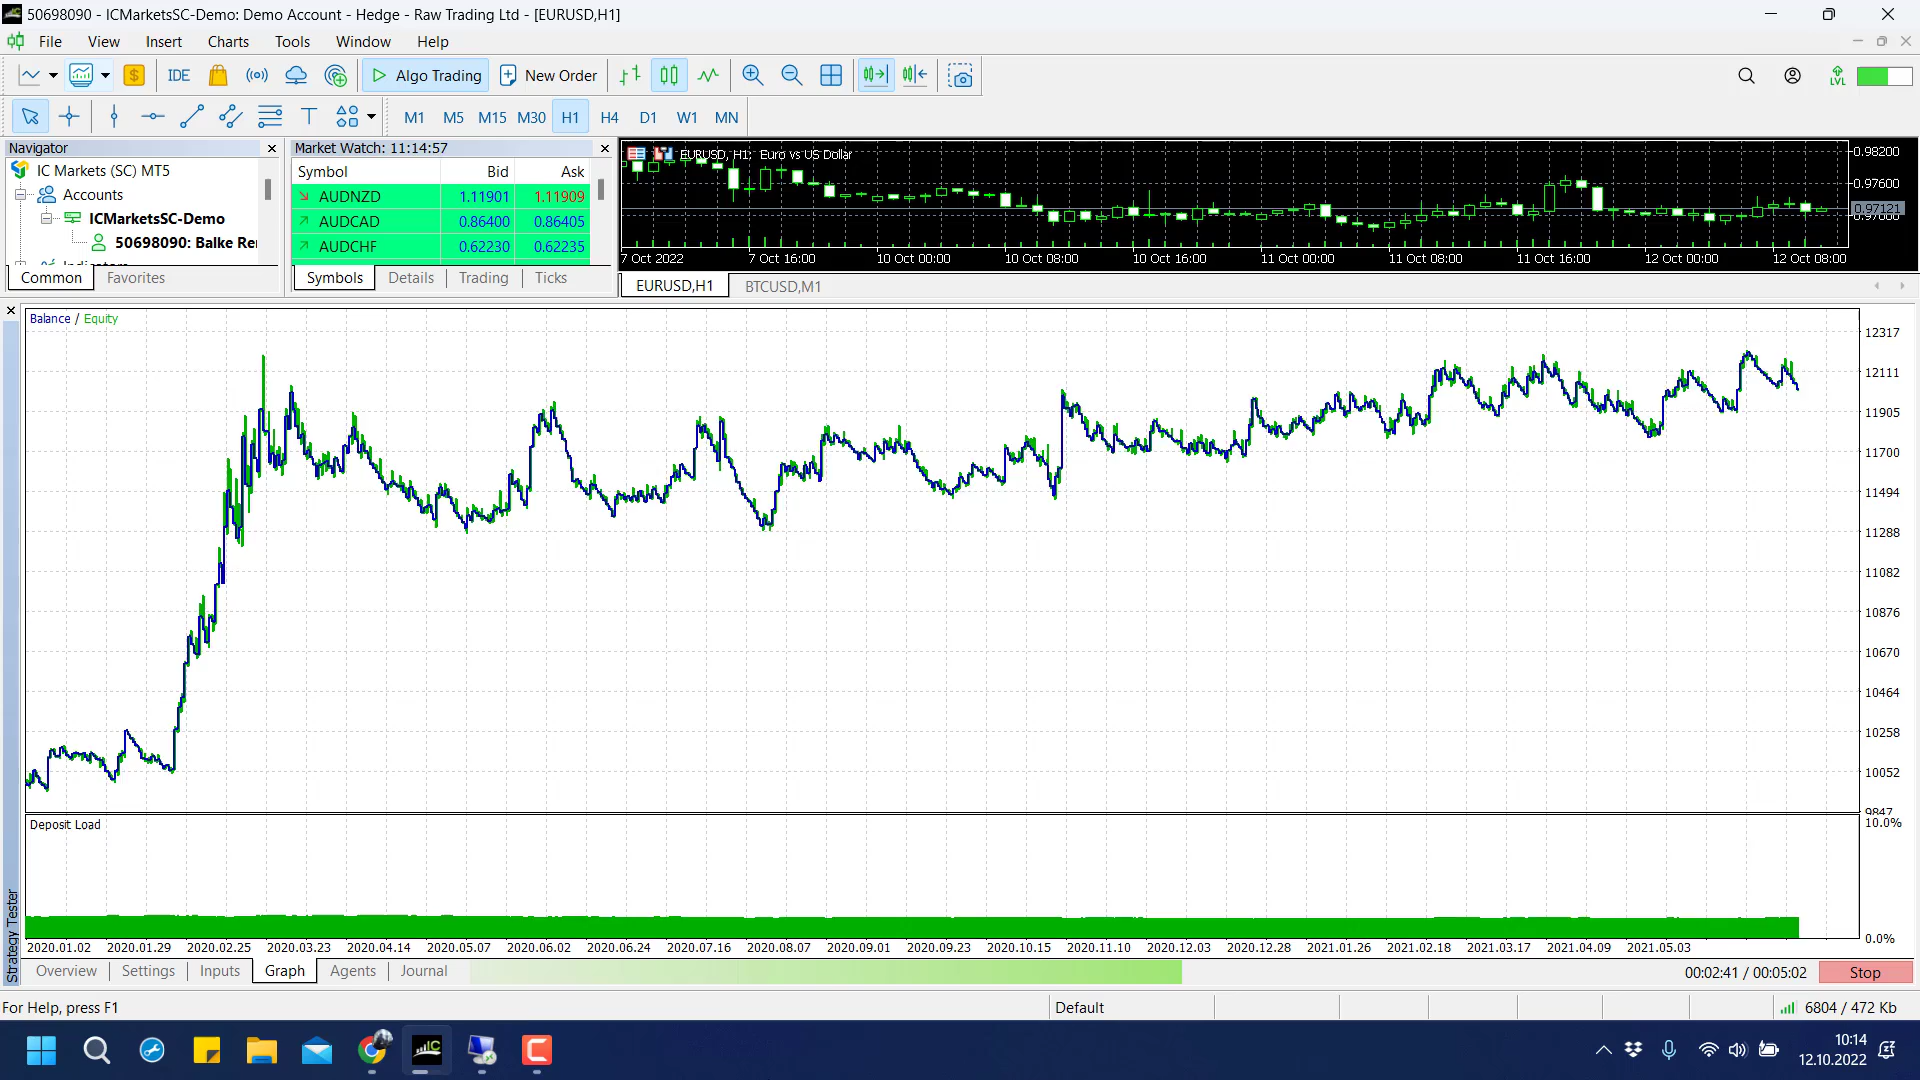 50698090 - ICMarketsSC-Demo: Demo Account - Hedge - Raw Trading Ltd - [EURUSD,H1]
File View Insert Charts Tools Window Help
IDE Algo Trading New Order LVL
M1 M5 M15 M30 H1 H4 D1 W1 MN
Navigator
IC Markets (SC) MT5
Accounts
ICMarketsSC-Demo
50698090: Balke Rer
Common Favorites
Market Watch: 11:14:57
Symbol Bid Ask
AUDNZD 1.11901 1.11909
AUDCAD 0.86400 0.86405
AUDCHF 0.62230 0.62235
Symbols Details Trading Ticks
EURUSD, H1: Euro vs US Dollar
0.98200
0.97600
0.97121
0.97000
7 Oct 2022 7 Oct 16:00 10 Oct 00:00 10 Oct 08:00 10 Oct 16:00 11 Oct 00:00 11 Oct 08:00 11 Oct 16:00 12 Oct 00:00 12 Oct 08:00
EURUSD,H1 BTCUSD,M1
Balance / Equity
12317
12111
11905
11700
11494
11288
11082
10876
10670
10464
10258
10052
9847
Deposit Load
10.0%
0.0%
2020.01.02 2020.01.29 2020.02.25 2020.03.23 2020.04.14 2020.05.07 2020.06.02 2020.06.24 2020.07.16 2020.08.07 2020.09.01 2020.09.23 2020.10.15 2020.11.10 2020.12.03 2020.12.28 2021.01.26 2021.02.18 2021.03.17 2021.04.09 2021.05.03
Strategy Tester
Overview Settings Inputs Graph Agents Journal
00:02:41 / 00:05:02 Stop
For Help, press F1 Default 6804 / 472 Kb
IC
10:14
12.10.2022